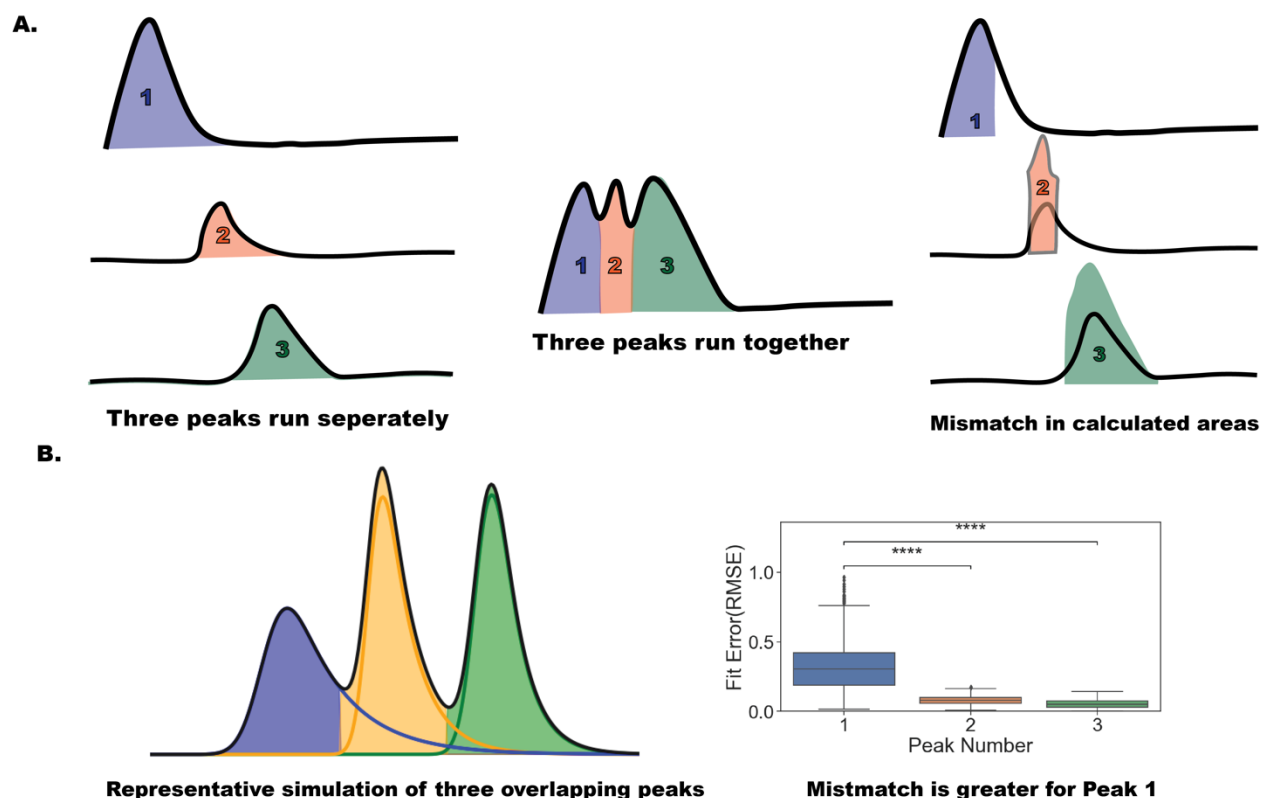 A.
1
1
2
2
1
2
3
3
3
Three peaks run together
Three peaks run seperately
Mismatch in calculated areas
B.
****
****
1.0
0.5
0.0
Fit Error(RMSE)
1
2
3
Peak Number
Representative simulation of three overlapping peaks
Mistmatch is greater for Peak 1